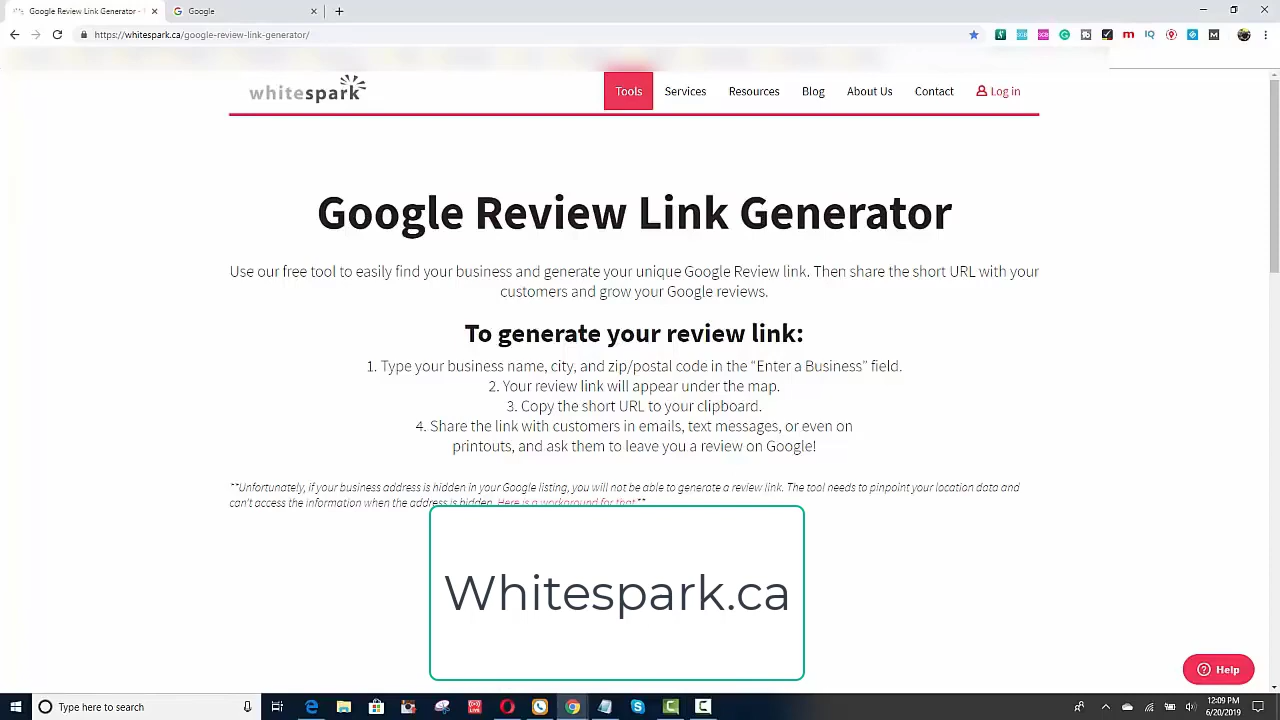 Google Review Link Generator -
Google
https://whitespark.ca/google-review-link-generator/
whitespark
Tools
Services
Resources
Blog
About Us
Contact
Log in
Google Review Link Generator
Use our free tool to easily find your business and generate your unique Google Review link. Then share the short URL with your
customers and grow your Google reviews.
To generate your review link:
1. Type your business name, city, and zip/postal code in the “Enter a Business” field.
2. Your review link will appear under the map.
3. Copy the short URL to your clipboard.
4. Share the link with customers in emails, text messages, or even on
printouts, and ask them to leave you a review on Google!
**Unfortunately, if your business address is hidden in your Google listing, you will not be able to generate a review link. The tool needs to pinpoint your location data and
can't access the information when the address is hidden. Here is a workaround for that.**
Whitespark.ca
Help
Type here to search
12:09 PM
6/20/2019